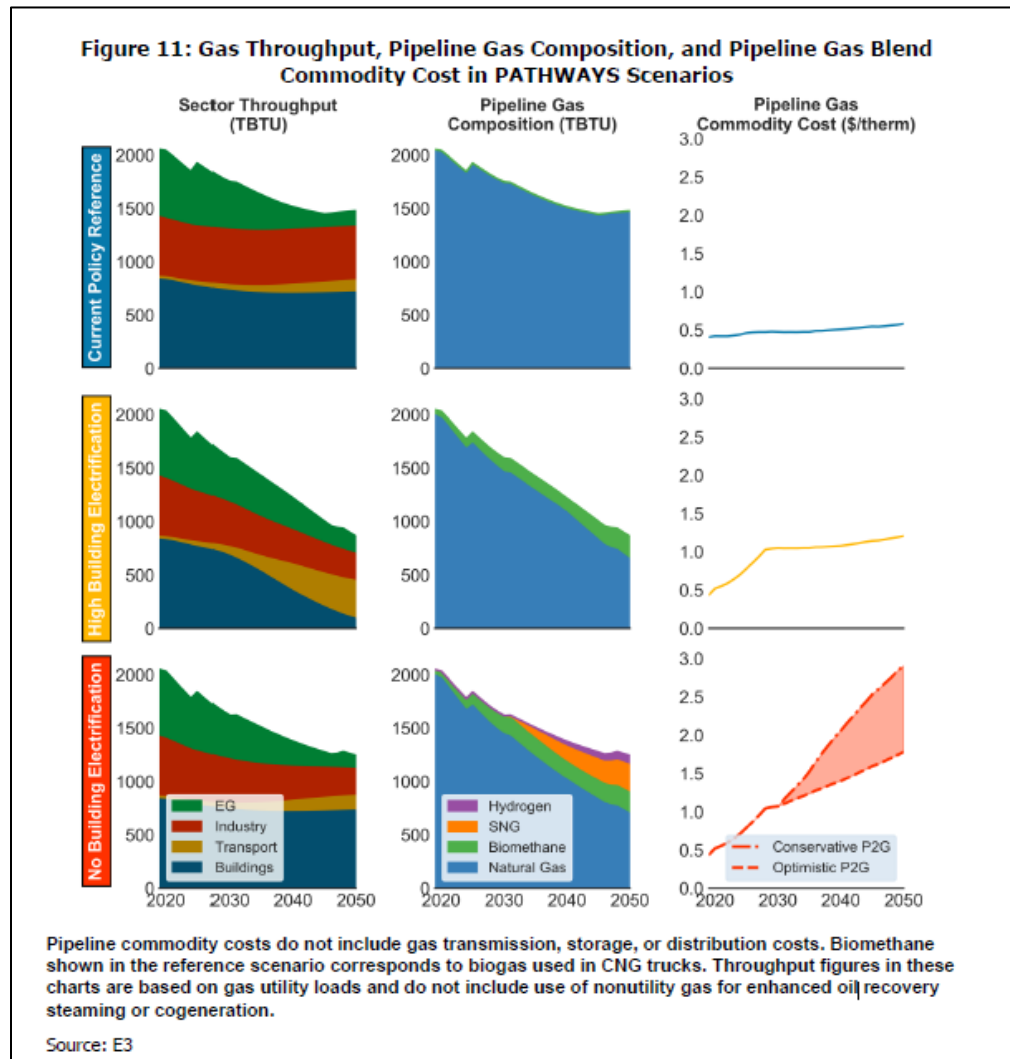 Figure 11: Gas Throughput, Pipeline Gas Composition, and Pipeline Gas Blend
Commodity Cost in PATHWAYS Scenarios
Sector Throughput
(TBTU)
Pipeline Gas
Composition (TBTU)
Pipeline Gas
Commodity Cost ($/therm)
Current Policy Reference
2000
1500
1000
500
0
2000
1500
1000
500
0
3.0
2.5
2.0
1.5
1.0
0.5
0.0
High Building Electrification
2000
1500
1000
500
0
2000
1500
1000
500
0
3.0
2.5
2.0
1.5
1.0
0.5
0.0
No Building Electrification
2000
1500
1000
500
0
EG
Industry
Transport
Buildings
2020 2030 2040 2050
2000
1500
1000
500
0
Hydrogen
SNG
Biomethane
Natural Gas
2020 2030 2040 2050
3.0
2.5
2.0
1.5
1.0
0.5
0.0
Conservative P2G
Optimistic P2G
2020 2030 2040 2050
Pipeline commodity costs do not include gas transmission, storage, or distribution costs. Biomethane
shown in the reference scenario corresponds to biogas used in CNG trucks. Throughput figures in these
charts are based on gas utility loads and do not include use of nonutility gas for enhanced oil recovery
steaming or cogeneration.
Source: E3